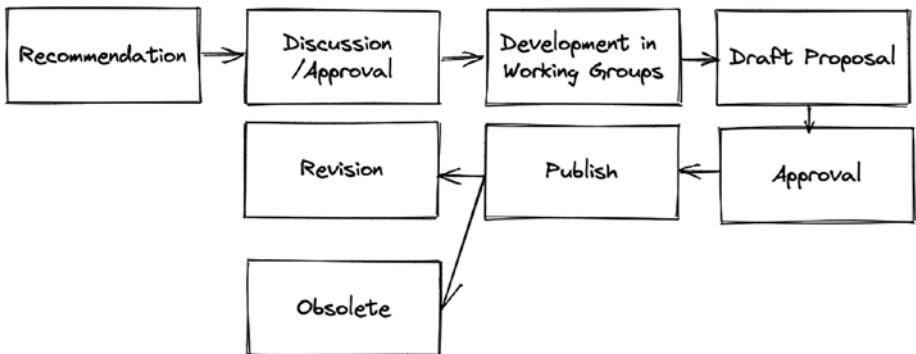 Recommendation
Discussion
/Approval
Development in
Working Groups
Draft Proposal
Revision
Publish
Approval
Obsolete